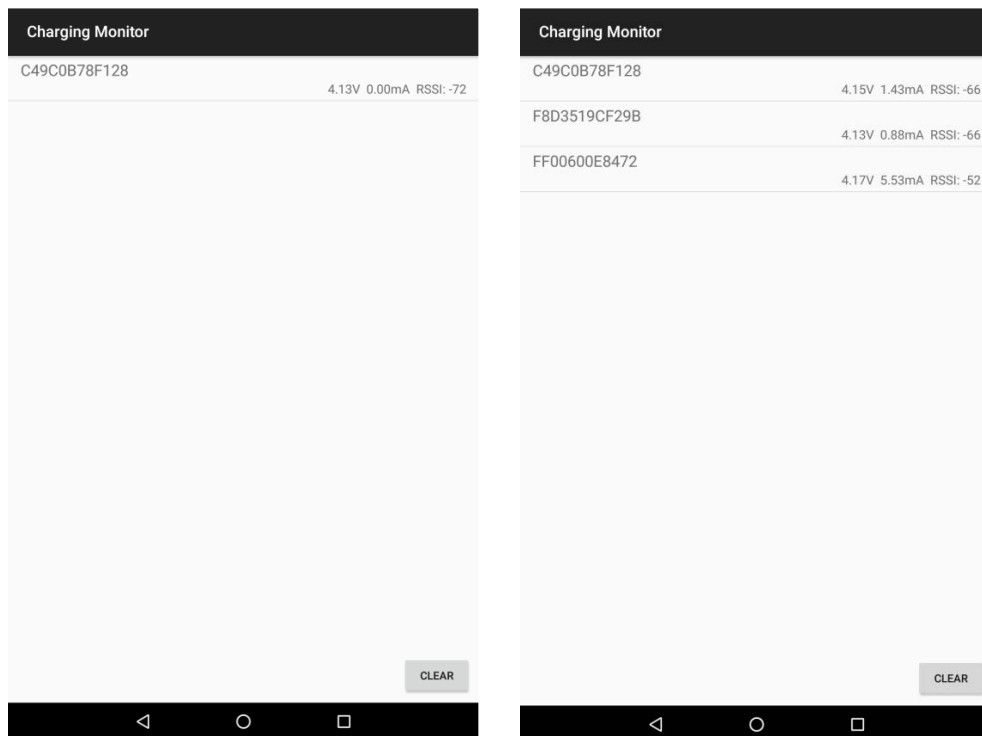 Charging Monitor
C49C0B78F128
4.13V 0.00mA RSSI: -72
CLEAR
Charging Monitor
C49C0B78F128
4.15V 1.43mA RSSI: -66
F8D3519CF29B
4.13V 0.88mA RSSI: -66
FF00600E8472
4.17V 5.53mA RSSI: -52
CLEAR